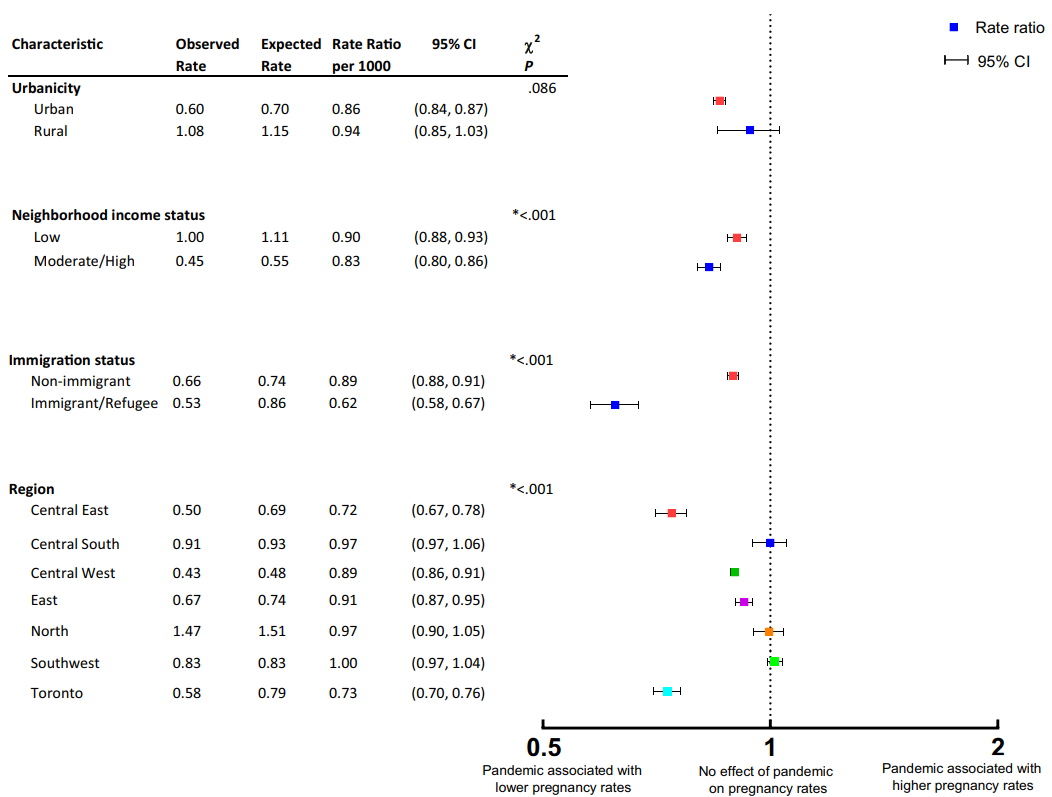 Rate ratio
95% CI
Characteristic Observed Rate Expected Rate Rate Ratio per 1000 95% CI χ2 P
Urbanicity .086
Urban 0.60 0.70 0.86 (0.84, 0.87)
Rural 1.08 1.15 0.94 (0.85, 1.03)
Neighborhood income status *<.001
Low 1.00 1.11 0.90 (0.88, 0.93)
Moderate/High 0.45 0.55 0.83 (0.80, 0.86)
Immigration status *<.001
Non-immigrant 0.66 0.74 0.89 (0.88, 0.91)
Immigrant/Refugee 0.53 0.86 0.62 (0.58, 0.67)
Region *<.001
Central East 0.50 0.69 0.72 (0.67, 0.78)
Central South 0.91 0.93 0.97 (0.97, 1.06)
Central West 0.43 0.48 0.89 (0.86, 0.91)
East 0.67 0.74 0.91 (0.87, 0.95)
North 1.47 1.51 0.97 (0.90, 1.05)
Southwest 0.83 0.83 1.00 (0.97, 1.04)
Toronto 0.58 0.79 0.73 (0.70, 0.76)
0.5 1 2
Pandemic associated with
lower pregnancy rates
No effect of pandemic
on pregnancy rates
Pandemic associated with
higher pregnancy rates